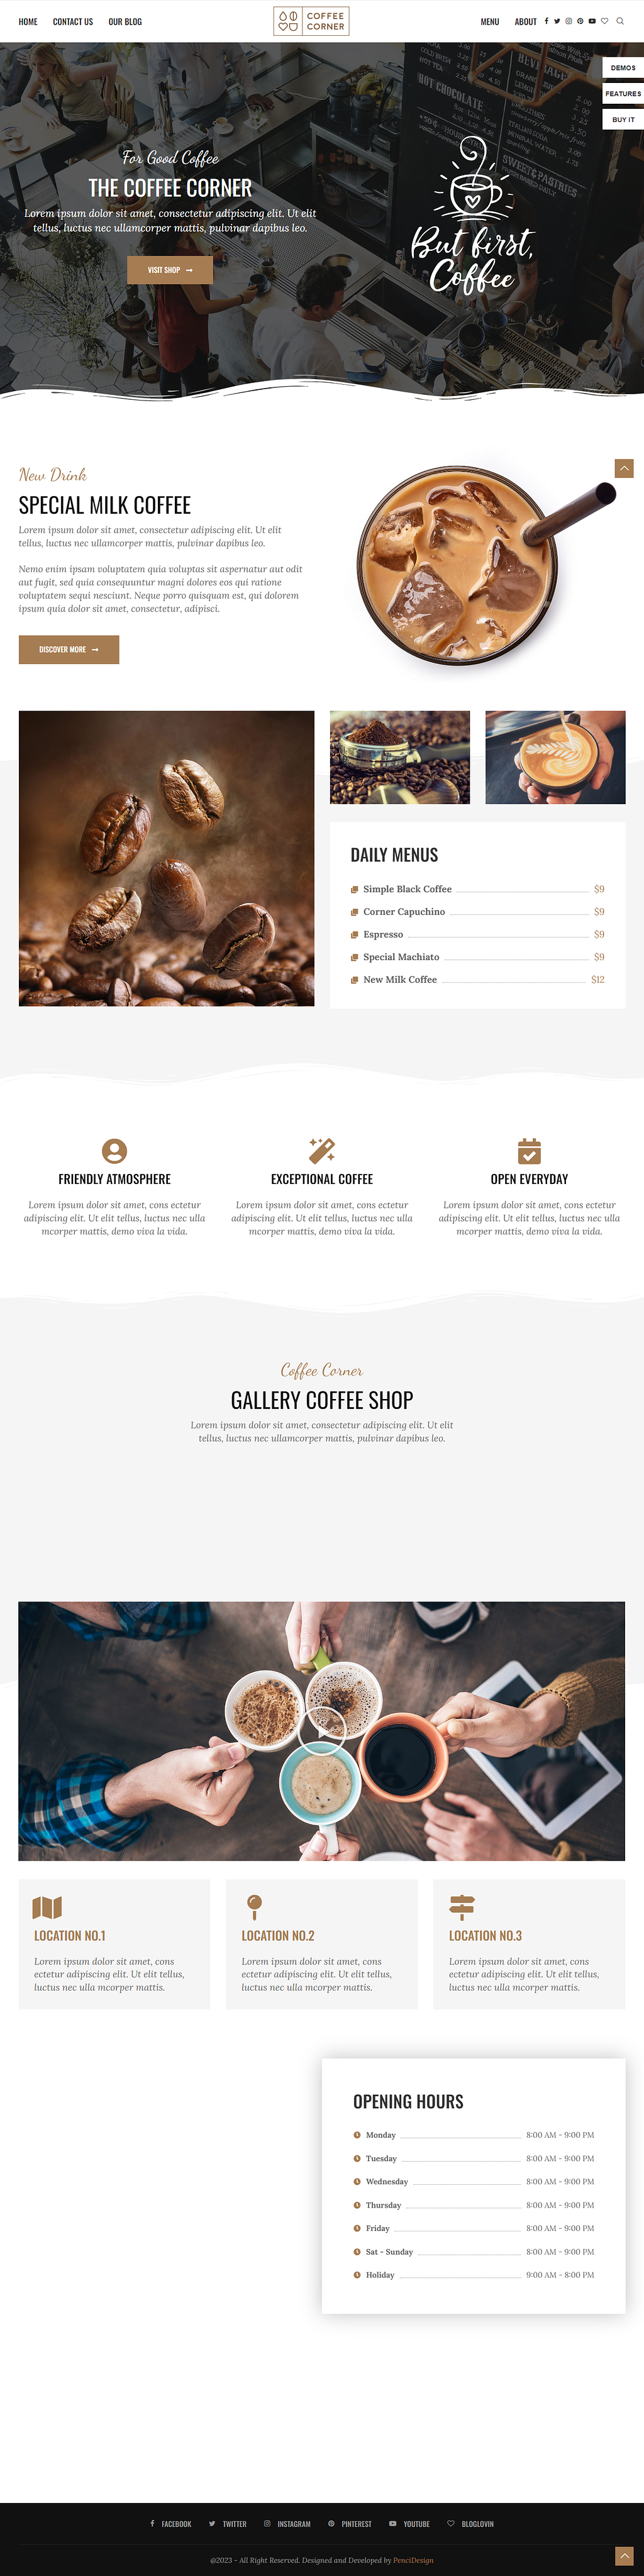 HOME CONTACT US OUR BLOG
COFFEE
CORNER
MENU ABOUT
DEMOS
FEATURES
BUY IT
For Good Coffee
THE COFFEE CORNER
Lorem ipsum dolor sit amet, consectetur adipiscing elit. Ut elit
tellus, luctus nec ullamcorper mattis, pulvinar dapibus leo.
VISIT SHOP
HOT CHOCOLATE
BEVERAGES
SWEETS & PASTRIES
But first,
Coffee
New Drink
SPECIAL MILK COFFEE
Lorem ipsum dolor sit amet, consectetur adipiscing elit. Ut elit
tellus, luctus nec ullamcorper mattis, pulvinar dapibus leo.
Nemo enim ipsam voluptatem quia voluptas sit aspernatur aut odit
aut fugit, sed quia consequuntur magni dolores eos qui ratione
voluptatem sequi nesciunt. Neque porro quisquam est, qui dolorem
ipsum quia dolor sit amet, consectetur, adipisci.
DISCOVER MORE
DAILY MENUS
Simple Black Coffee $9
Corner Capuchino $9
Espresso $9
Special Machiato $9
New Milk Coffee $12
FRIENDLY ATMOSPHERE
Lorem ipsum dolor sit amet, cons ectetur
adipiscing elit. Ut elit tellus, luctus nec ulla
mcorper mattis, demo viva la vida.
EXCEPTIONAL COFFEE
Lorem ipsum dolor sit amet, cons ectetur
adipiscing elit. Ut elit tellus, luctus nec ulla
mcorper mattis, demo viva la vida.
OPEN EVERYDAY
Lorem ipsum dolor sit amet, cons ectetur
adipiscing elit. Ut elit tellus, luctus nec ulla
mcorper mattis, demo viva la vida.
Coffee Corner
GALLERY COFFEE SHOP
Lorem ipsum dolor sit amet, consectetur adipiscing elit. Ut elit
tellus, luctus nec ullamcorper mattis, pulvinar dapibus leo.
LOCATION NO.1
Lorem ipsum dolor sit amet, cons
ectetur adipiscing elit. Ut elit tellus,
luctus nec ulla mcorper mattis.
LOCATION NO.2
Lorem ipsum dolor sit amet, cons
ectetur adipiscing elit. Ut elit tellus,
luctus nec ulla mcorper mattis.
LOCATION NO.3
Lorem ipsum dolor sit amet, cons
ectetur adipiscing elit. Ut elit tellus,
luctus nec ulla mcorper mattis.
OPENING HOURS
Monday 8:00 AM - 9:00 PM
Tuesday 8:00 AM - 9:00 PM
Wednesday 8:00 AM - 9:00 PM
Thursday 8:00 AM - 9:00 PM
Friday 8:00 AM - 9:00 PM
Sat - Sunday 8:00 AM - 9:00 PM
Holiday 9:00 AM - 8:00 PM
FACEBOOK TWITTER INSTAGRAM PINTEREST YOUTUBE BLOGLOVIN
@2023 - All Right Reserved. Designed and Developed by PenciDesign